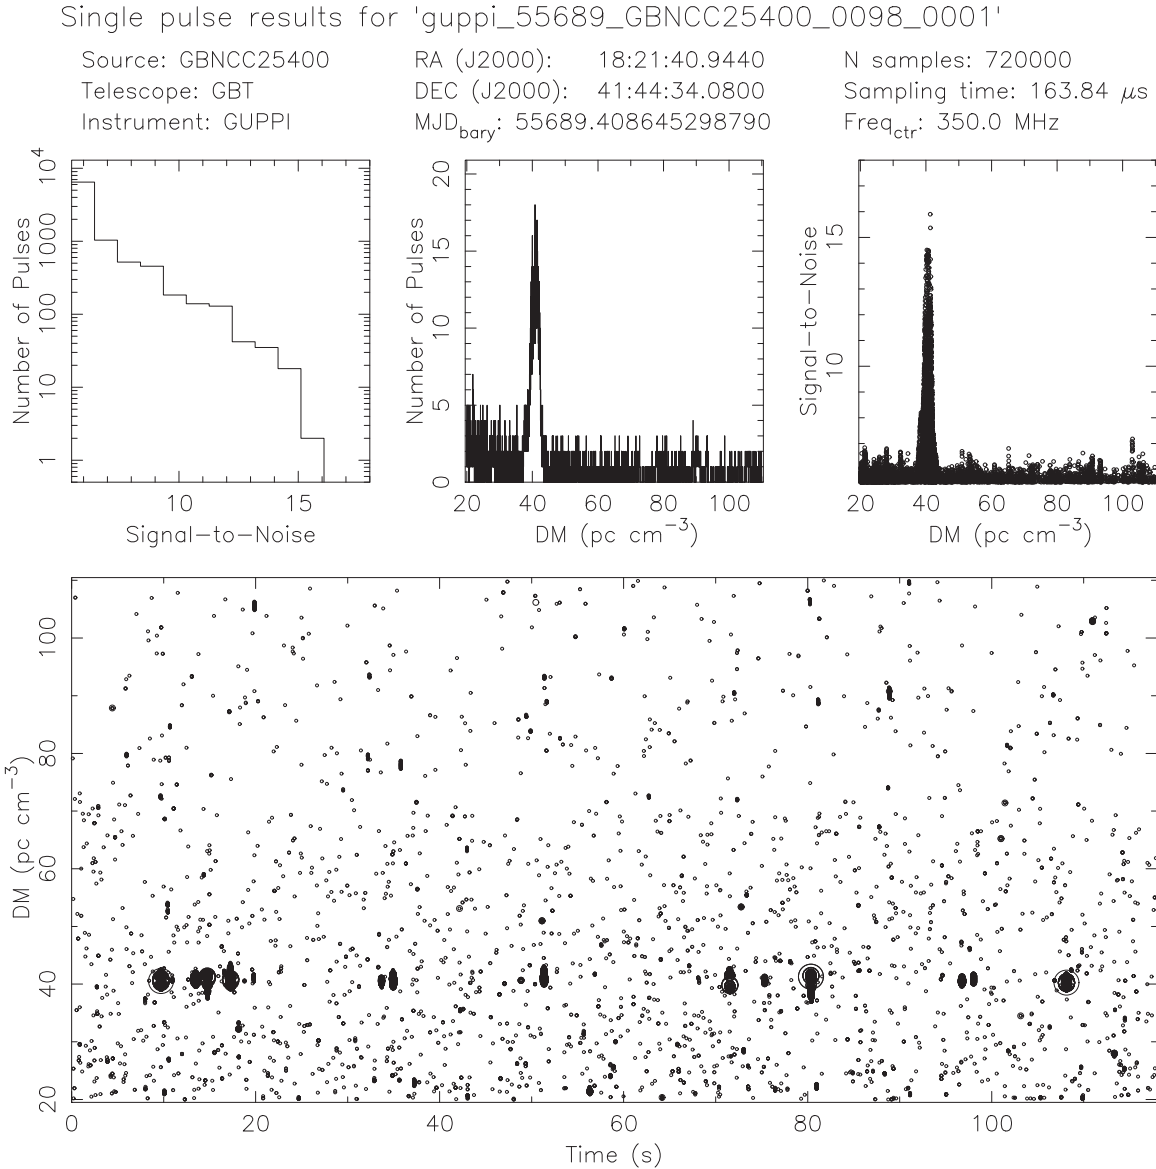 Single pulse results for 'guppi_55689_GBNCC25400_0098_0001'
Source: GBNCC25400
RA (J2000): 18:21:40.9440
N samples: 720000
Telescope: GBT
DEC (J2000): 41:44:34.0800
Sampling time: 163.84 μs
Instrument: GUPPI
MJD_bary: 55689.408645298790
Freq_ctr: 350.0 MHz
Number of Pulses
10^4
1000
100
10
1
10 15
Signal-to-Noise
Number of Pulses
20
15
10
5
0
20 40 60 80 100
DM (pc cm^-3)
Signal-to-Noise
15
10
20 40 60 80 100
DM (pc cm^-3)
DM (pc cm^-3)
100
80
60
40
20
0 20 40 60 80 100
Time (s)